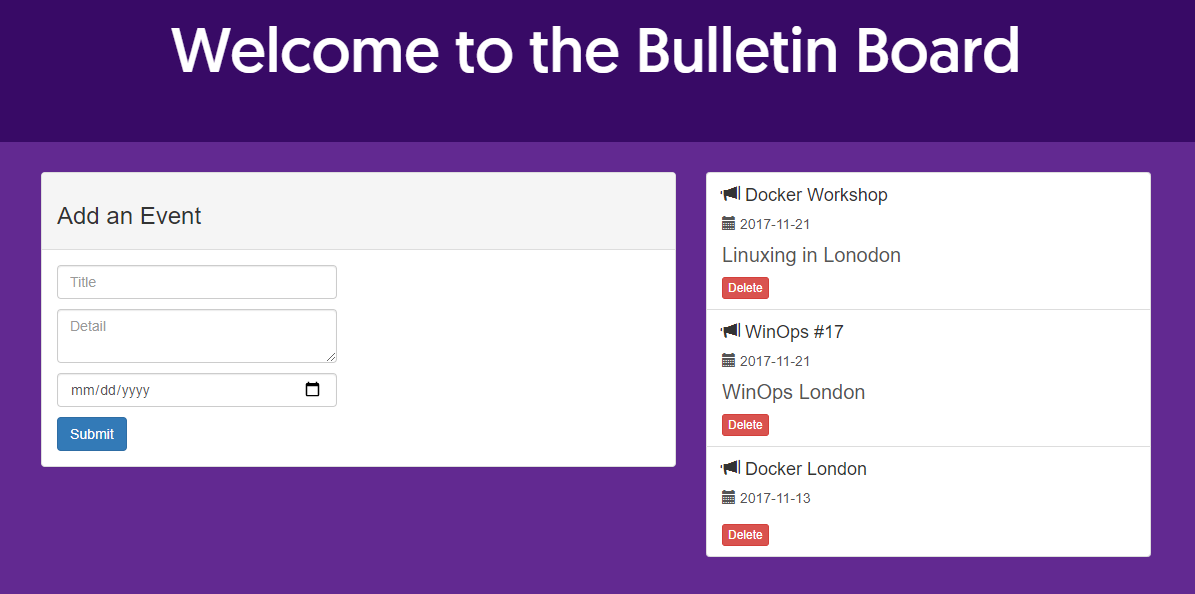 Welcome to the Bulletin Board
Add an Event
Title
Detail
mm/dd/yyyy
Submit
Docker Workshop
2017-11-21
Linuxing in Lonodon
Delete
WinOps #17
2017-11-21
WinOps London
Delete
Docker London
2017-11-13
Delete